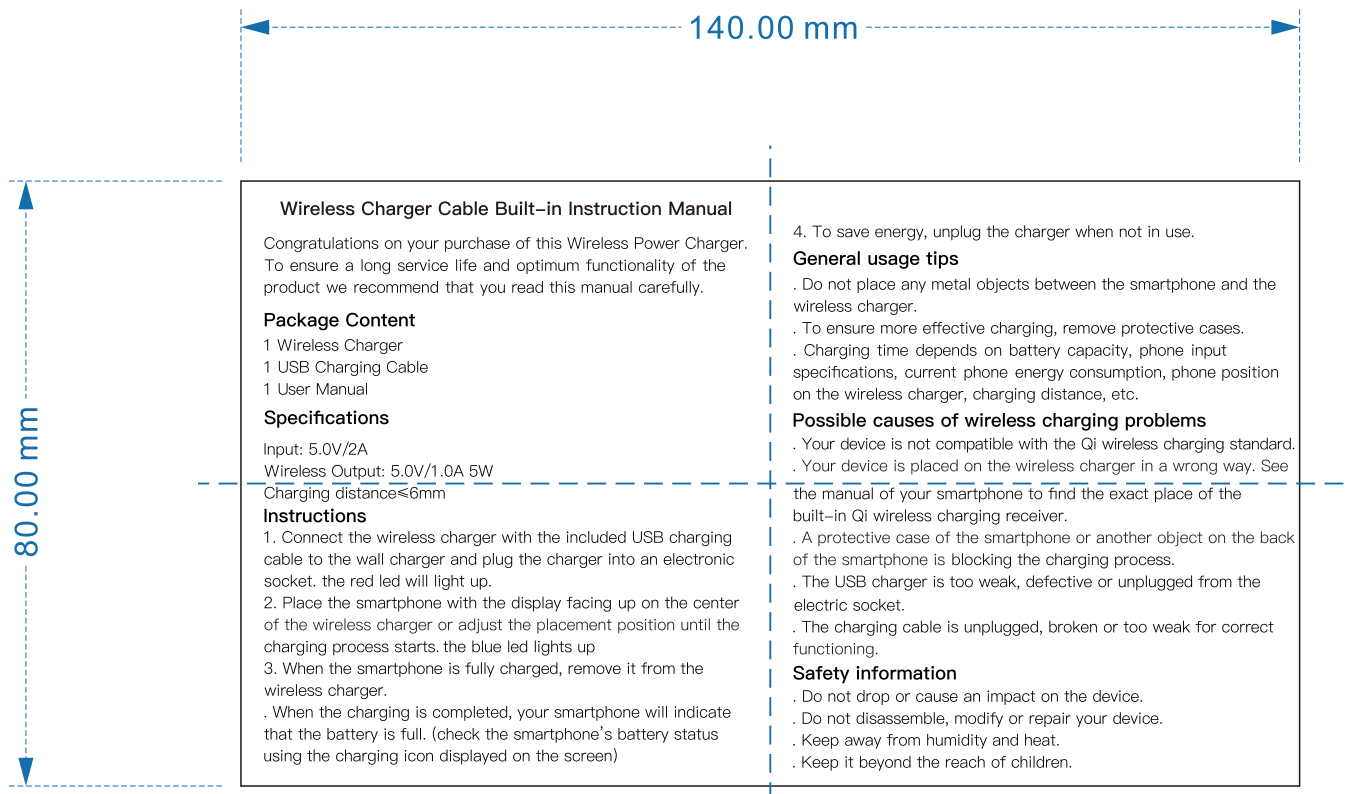 140.00 mm
80.00 mm
Wireless Charger Cable Built-in Instruction Manual
Congratulations on your purchase of this Wireless Power Charger.
To ensure a long service life and optimum functionality of the
product we recommend that you read this manual carefully.
Package Content
1 Wireless Charger
1 USB Charging Cable
1 User Manual
Specifications
Input: 5.0V/2A
Wireless Output: 5.0V/1.0A 5W
Charging distance≤6mm
Instructions
1. Connect the wireless charger with the included USB charging
cable to the wall charger and plug the charger into an electronic
socket. the red led will light up.
2. Place the smartphone with the display facing up on the center
of the wireless charger or adjust the placement position until the
charging process starts. the blue led lights up
3. When the smartphone is fully charged, remove it from the
wireless charger.
. When the charging is completed, your smartphone will indicate
that the battery is full. (check the smartphone's battery status
using the charging icon displayed on the screen)
4. To save energy, unplug the charger when not in use.
General usage tips
. Do not place any metal objects between the smartphone and the
wireless charger.
. To ensure more effective charging, remove protective cases.
. Charging time depends on battery capacity, phone input
specifications, current phone energy consumption, phone position
on the wireless charger, charging distance, etc.
Possible causes of wireless charging problems
. Your device is not compatible with the Qi wireless charging standard.
. Your device is placed on the wireless charger in a wrong way. See
the manual of your smartphone to find the exact place of the
built-in Qi wireless charging receiver.
. A protective case of the smartphone or another object on the back
of the smartphone is blocking the charging process.
. The USB charger is too weak, defective or unplugged from the
electric socket.
. The charging cable is unplugged, broken or too weak for correct
functioning.
Safety information
. Do not drop or cause an impact on the device.
. Do not disassemble, modify or repair your device.
. Keep away from humidity and heat.
. Keep it beyond the reach of children.